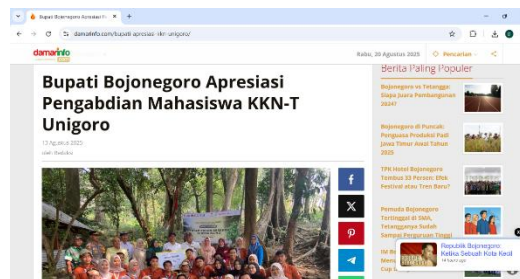 Bupati Bojonegoro Apresiasi P
damarinfo.com/bupati-apresiasi-kkn-unigoro/
damarinfo
Rabu, 20 Agustus 2025
Pencarian
Bupati Bojonegoro Apresiasi
Pengabdian Mahasiswa KKN-T
Unigoro
13 Agustus 2025
oleh Redaksi
Berita Paling Populer
Bojonegoro vs Tetangga:
Siapa Juara Pembangunan
2024?
Bojonegoro di Puncak:
Penguasa Produksi Padi
Jawa Timur Awal Tahun
2025
TPK Hotel Bojonegoro
Tembus 33 Persen: Efek
Festival atau Tren Baru?
Pemuda Bojonegoro
Tertinggal di SMA,
Tetangganya Sudah
Sampai Perguruan Tinggi
Republik Bojonegoro:
Ketika Sebuah Kota Kecil